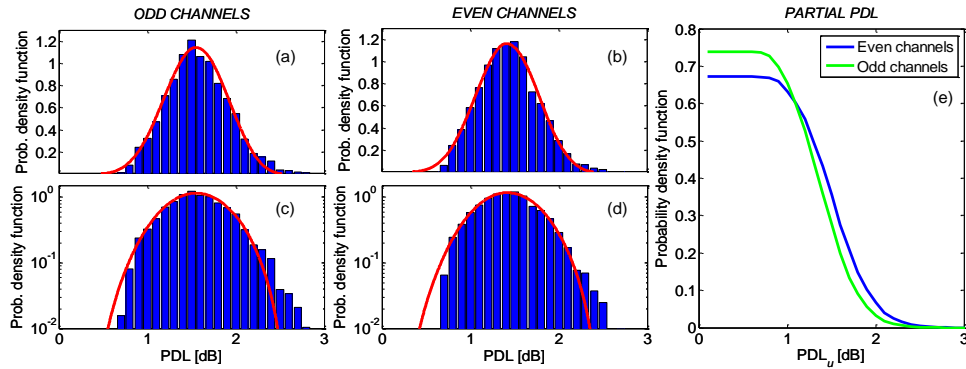 ODD CHANNELS
EVEN CHANNELS
PARTIAL PDL
Prob. density function
1.2
1
0.8
0.6
0.4
0.2
(a)
Prob. density function
1.2
1
0.8
0.6
0.4
0.2
(b)
Prob. density function
10^0
10^-1
10^-2
(c)
0 1 2 3
PDL [dB]
Prob. density function
10^0
10^-1
10^-2
(d)
0 1 2 3
PDL [dB]
Probability density function
0.8
0.7
0.6
0.5
0.4
0.3
0.2
0.1
0
Even channels
Odd channels
(e)
0 1 2 3
PDL_u [dB]